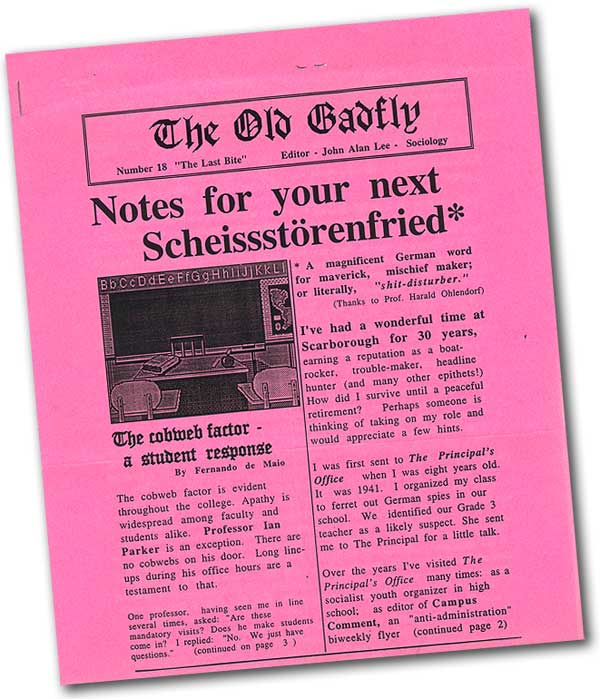 The Old Gadfly
Number 18 "The Last Bite" Editor - John Alan Lee - Sociology
Notes for your next
Scheissstörenfried*
BbCcDdEeFfGgHhIiJjKkLl
The cobweb factor -
a student response
By Fernando de Maio
The cobweb factor is evident
throughout the college. Apathy is
widespread among faculty and
students alike. Professor Ian
Parker is an exception. There are
no cobwebs on his door. Long line-
ups during his office hours are a
testament to that.
One professor, having seen me in line
several times, asked: "Are these
mandatory visits? Does he make students
come in? I replied: "No. We just have
questions." (continued on page 3 )
* A magnificent German word
for maverick, mischief maker;
or literally, "shit-disturber."
(Thanks to Prof. Harald Ohlendorf)
I've had a wonderful time at
Scarborough for 30 years,
earning a reputation as a boat-
rocker, trouble-maker, headline
hunter (and many other epithets!)
How did I survive until a peaceful
retirement? Perhaps someone is
thinking of taking on my role and
would appreciate a few hints.
I was first sent to The Principal's
Office when I was eight years old.
It was 1941. I organized my class
to ferret out German spies in our
school. We identified our Grade 3
teacher as a likely suspect. She sent
me to The Principal for a little talk.
Over the years I've visited The
Principal's Office many times: as a
socialist youth organizer in high
school; as editor of Campus
Comment, an "anti-administration"
biweekly flyer (continued page 2)